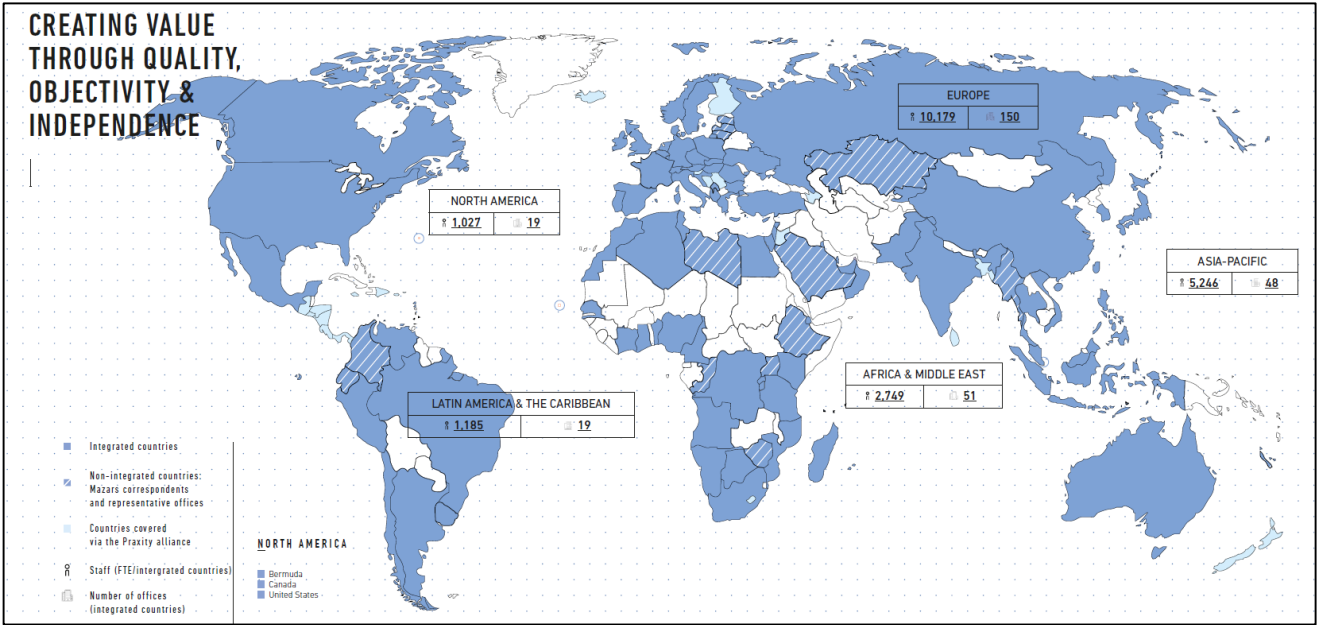 CREATING VALUE
THROUGH QUALITY,
OBJECTIVITY &
INDEPENDENCE
EUROPE
10,179 150
NORTH AMERICA
1,027 19
ASIA-PACIFIC
5,246 48
AFRICA & MIDDLE EAST
2,749 51
LATIN AMERICA & THE CARIBBEAN
1,185 19
Integrated countries
Non-integrated countries:
Mazars correspondents
and representative offices
Countries covered
via the Praxity alliance
Staff (FTE/intergrated countries)
Number of offices
(integrated countries)
NORTH AMERICA
Bermuda
Canada
United States